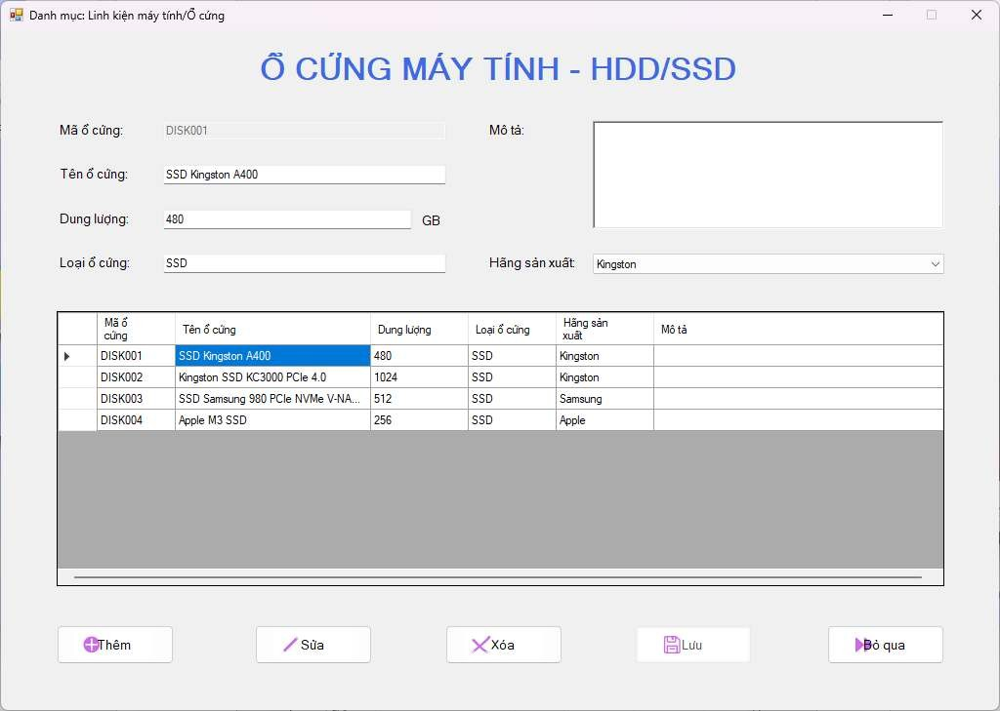 Danh mục: Linh kiện máy tính/Ổ cứng
Ổ CỨNG MÁY TÍNH - HDD/SSD
Mã ổ cứng: DISK001
Mô tả:
Tên ổ cứng: SSD Kingston A400
Dung lượng: 480 GB
Loại ổ cứng: SSD
Hãng sản xuất: Kingston
Mã ổ cứng Tên ổ cứng Dung lượng Loại ổ cứng Hãng sản xuất Mô tả
DISK001 SSD Kingston A400 480 SSD Kingston
DISK002 Kingston SSD KC3000 PCIe 4.0 1024 SSD Kingston
DISK003 SSD Samsung 980 PCIe NVMe V-NA... 512 SSD Samsung
DISK004 Apple M3 SSD 256 SSD Apple
Thêm Sửa Xóa Lưu Bỏ qua